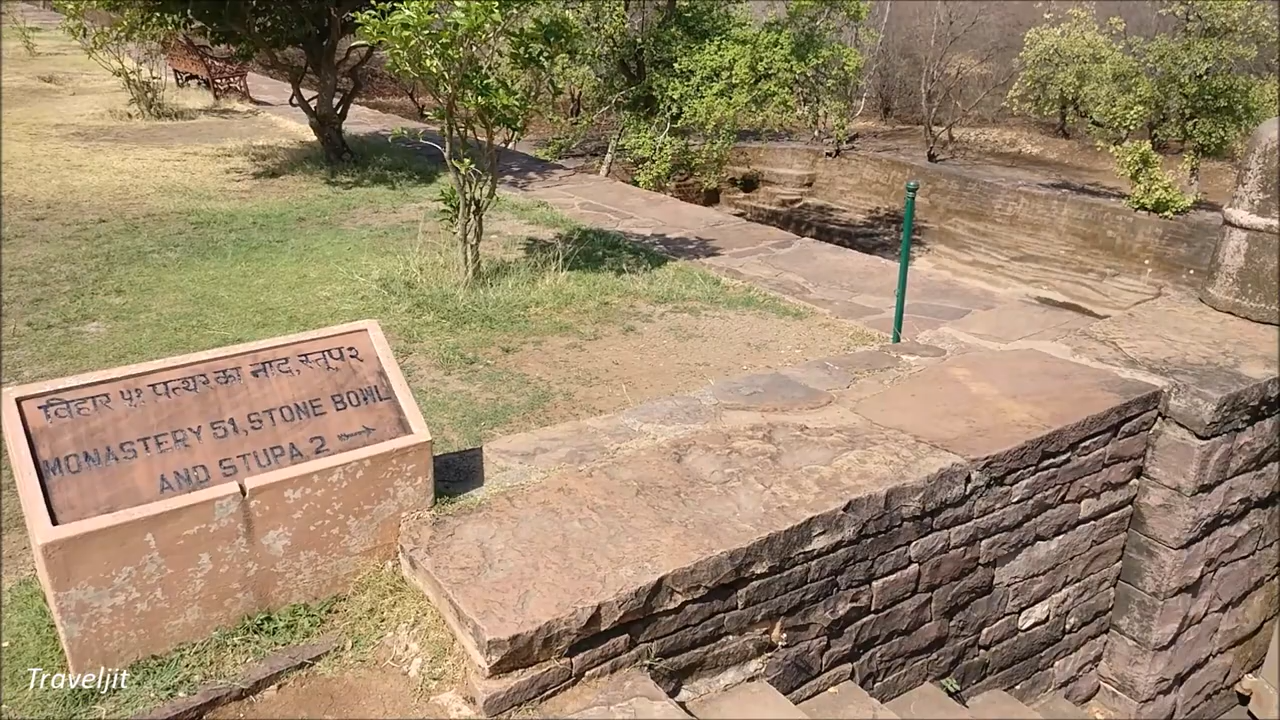 विहार ५१ पत्थर का नाद, स्तूप २
MONASTERY 51, STONE BOWL
AND STUPA 2
Traveljit